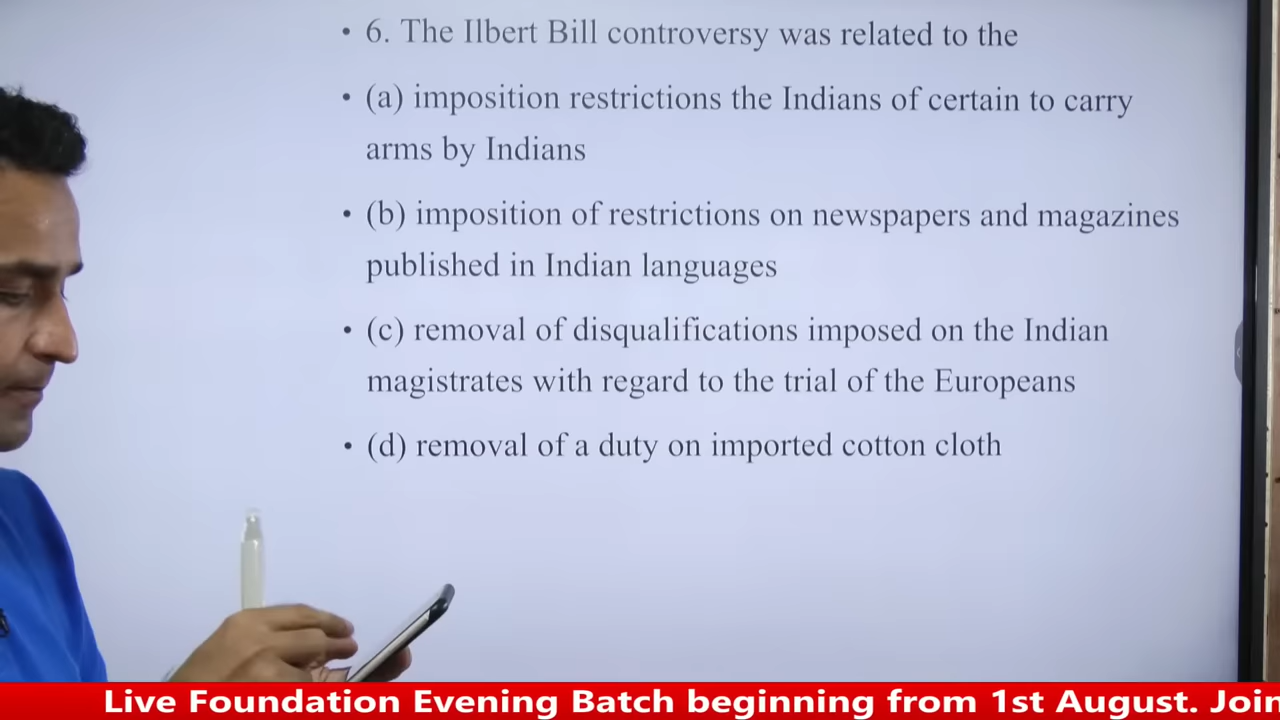 • 6. The Ilbert Bill controversy was related to the
• (a) imposition restrictions the Indians of certain to carry
arms by Indians
• (b) imposition of restrictions on newspapers and magazines
published in Indian languages
• (c) removal of disqualifications imposed on the Indian
magistrates with regard to the trial of the Europeans
• (d) removal of a duty on imported cotton cloth
Live Foundation Evening Batch beginning from 1st August. Join